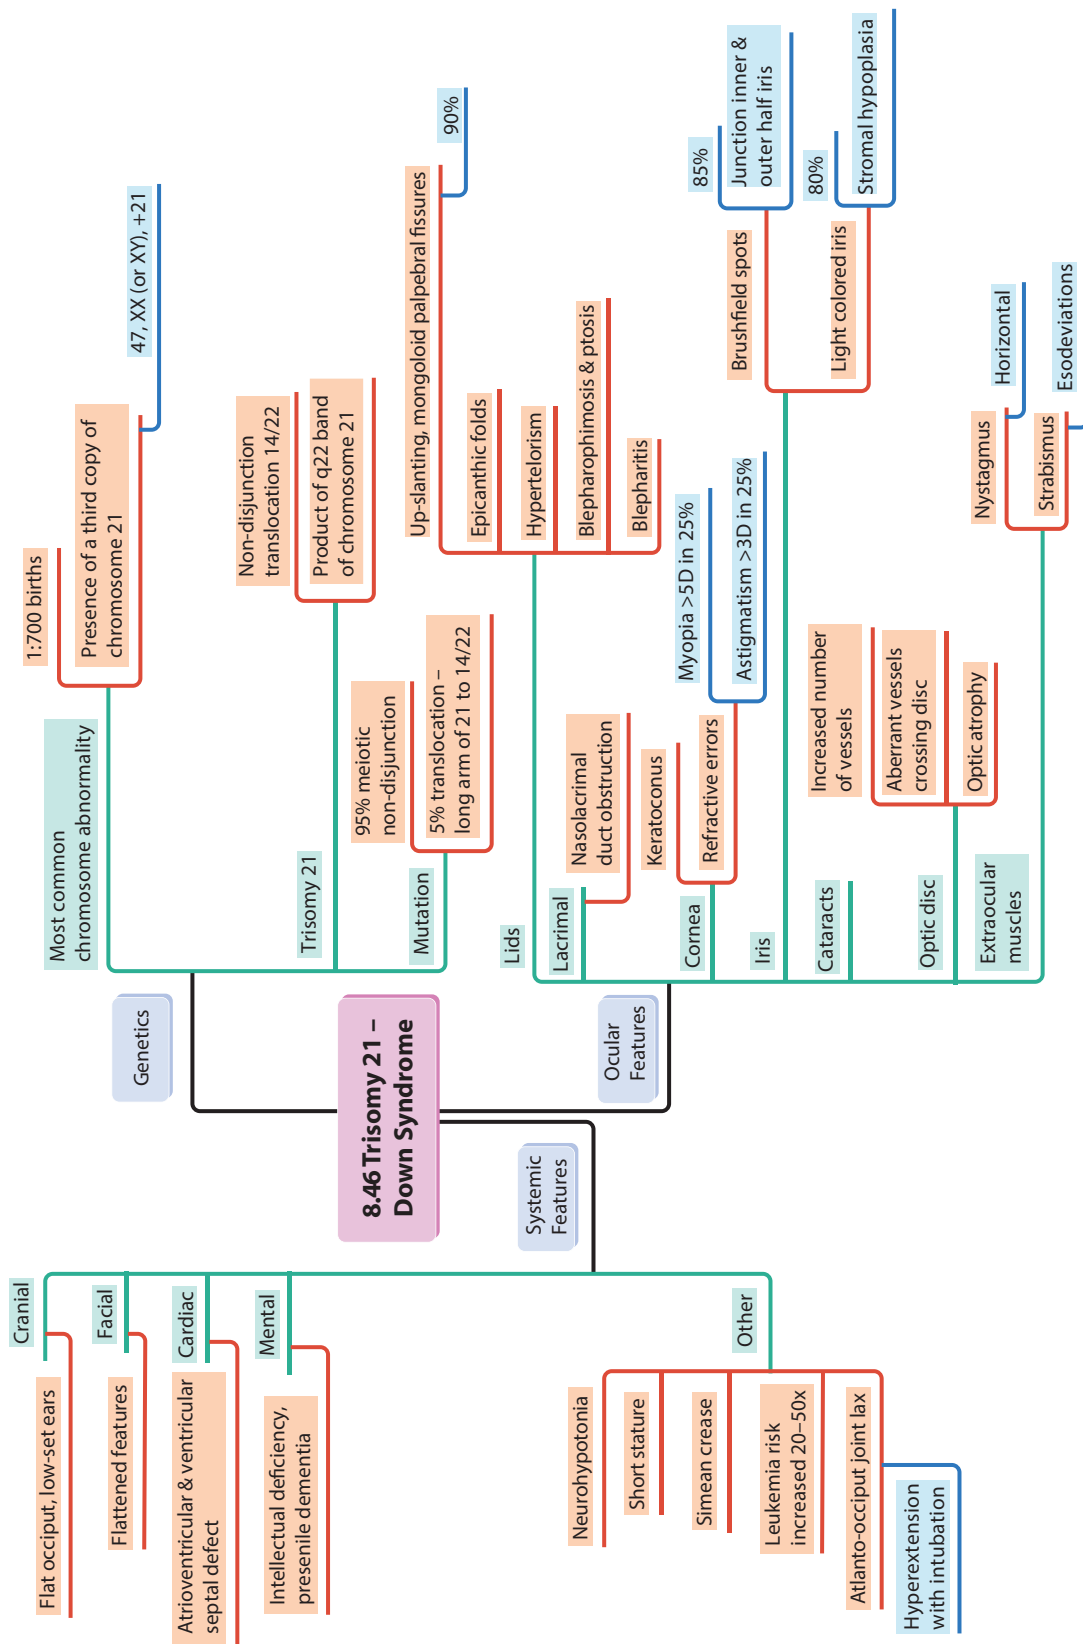 8.46 Trisomy 21 –
Down Syndrome
Genetics
Most common
chromosome abnormality
1:700 births
Presence of a third copy of
chromosome 21
47, XX (or XY), +21
Trisomy 21
Non-disjunction
translocation 14/22
Product of q22 band
of chromosome 21
Mutation
95% meiotic
non-disjunction
5% translocation –
long arm of 21 to 14/22
Ocular
Features
Lids
Up-slanting, mongoloid palpebral fissures
90%
Epicanthic folds
Hypertelorism
Blepharophimosis & ptosis
Blepharitis
Lacrimal
Nasolacrimal
duct obstruction
Cornea
Keratoconus
Refractive errors
Myopia >5D in 25%
Astigmatism >3D in 25%
Iris
Brushfield spots
85%
Junction inner &
outer half iris
Light colored iris
80%
Stromal hypoplasia
Cataracts
Optic disc
Increased number
of vessels
Aberrant vessels
crossing disc
Optic atrophy
Extraocular
muscles
Nystagmus
Horizontal
Strabismus
Esodeviations
Systemic
Features
Cranial
Flat occiput, low-set ears
Facial
Flattened features
Cardiac
Atrioventricular & ventricular
septal defect
Mental
Intellectual deficiency,
presenile dementia
Other
Neurohypotonia
Short stature
Simean crease
Leukemia risk
increased 20–50x
Atlanto-occiput joint lax
Hyperextension
with intubation